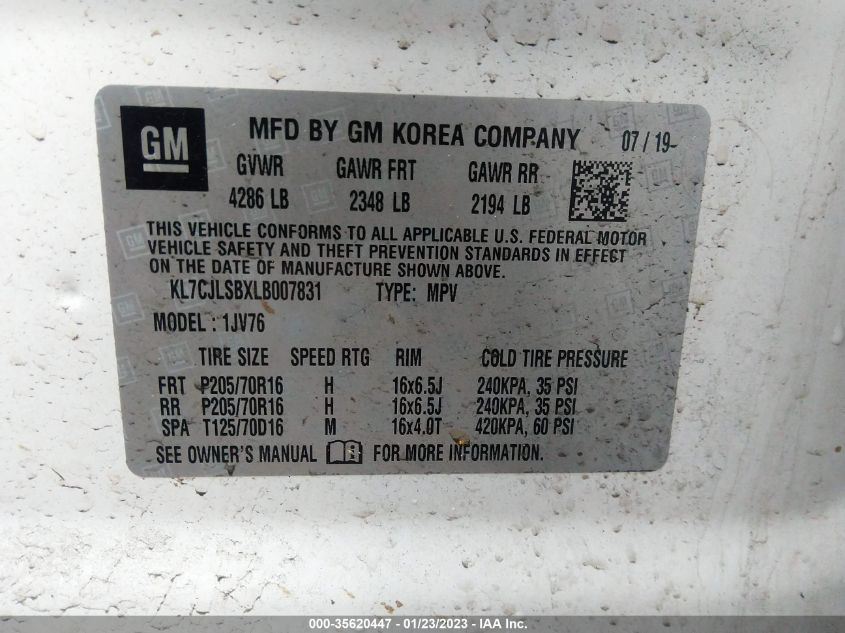 GM MFD BY GM KOREA COMPANY 07 / 19
GVWR GAWR FRT GAWR RR
4286 LB 2348 LB 2194 LB
THIS VEHICLE CONFORMS TO ALL APPLICABLE U.S. FEDERAL MOTOR
VEHICLE SAFETY AND THEFT PREVENTION STANDARDS IN EFFECT
ON THE DATE OF MANUFACTURE SHOWN ABOVE.
KL7CJLSBXLB007831 TYPE: MPV
MODEL : 1JV76
TIRE SIZE SPEED RTG RIM COLD TIRE PRESSURE
FRT P205/70R16 H 16x6.5J 240KPA, 35 PSI
RR P205/70R16 H 16x6.5J 240KPA, 35 PSI
SPA T125/70D16 M 16x4.0T 420KPA, 60 PSI
SEE OWNER'S MANUAL FOR MORE INFORMATION.
000-35620447 - 01/23/2023 - IAA Inc.